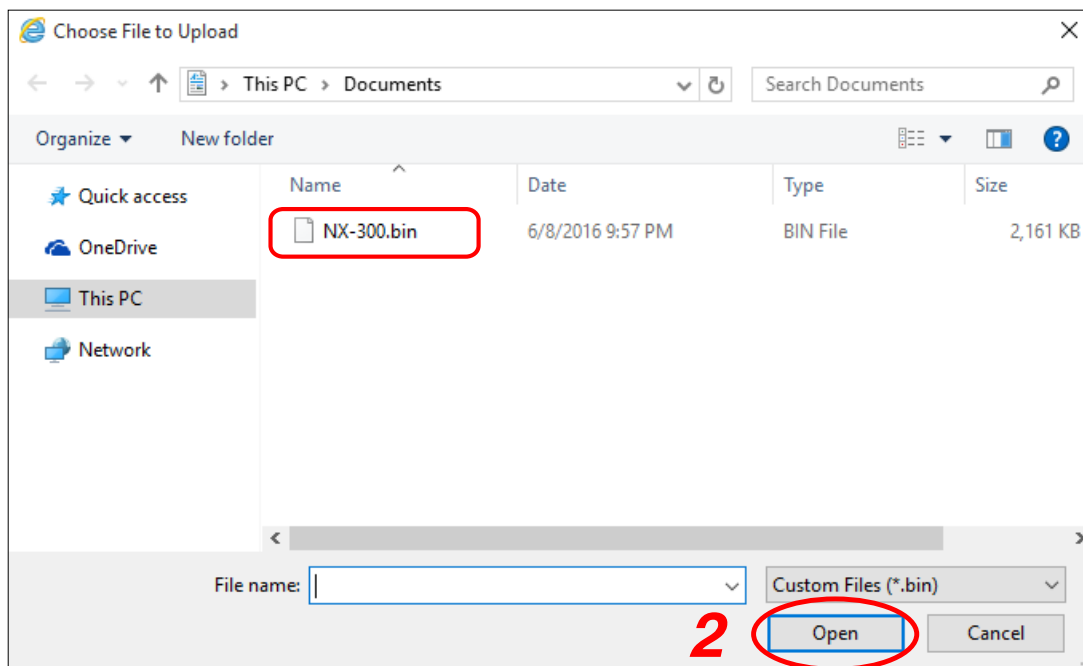 Choose File to Upload
This PC > Documents
Search Documents
Organize
New folder
Quick access
OneDrive
This PC
Network
Name Date Type Size
NX-300.bin 6/8/2016 9:57 PM BIN File 2,161 KB
File name:
Custom Files (*.bin)
2
Open
Cancel